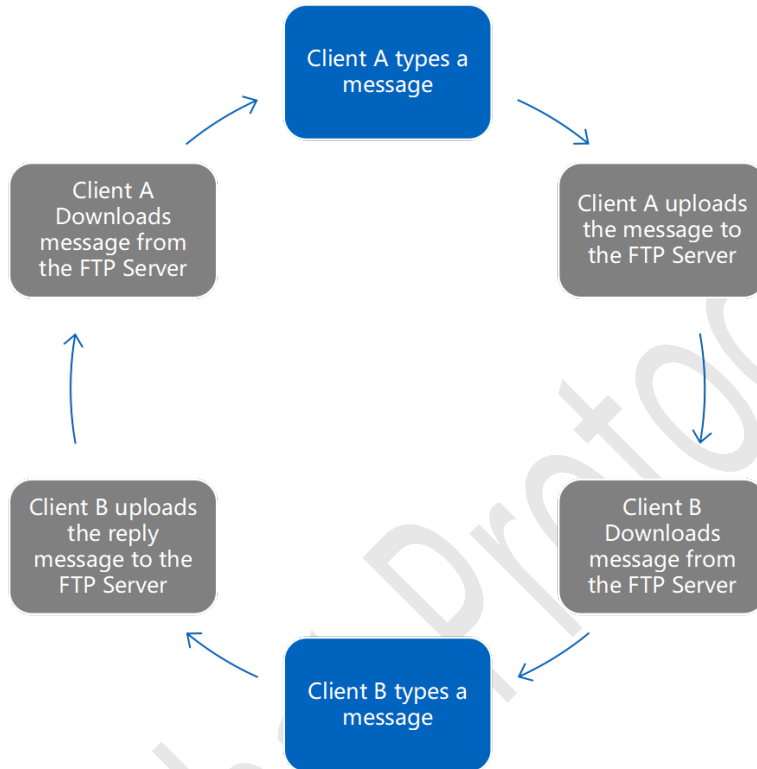 Client A types a
message
Client A
Downloads
message from
the FTP Server
Client A uploads
the message to
the FTP Server
Client B uploads
the reply
message to the
FTP Server
Client B
Downloads
message from
the FTP Server
Client B types a
message